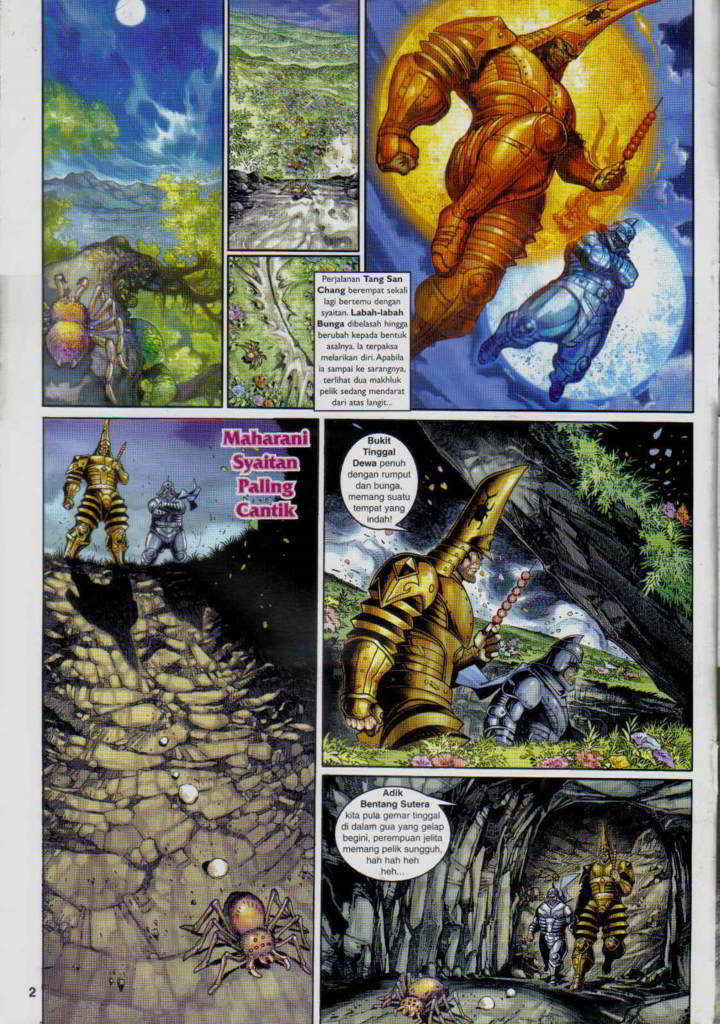 Perjalanan Tang San
Chang berempat sekali
lagi bertemu dengan
syaitan. Labah-labah
Bunga dibelasah hingga
berubah kepada bentuk
asalnya. Ia terpaksa
melarikan diri. Apabila
ia sampai ke sarangnya,
terlihat dua makhluk
pelik sedang mendarat
dari atas langit...
Maharani
Syaitan
Paling
Cantik
Bukit
Tinggal
Dewa penuh
dengan rumput
dan bunga,
memang suatu
tempat yang
indah!
Adik
Bentang Sutera
kita pula gemar tinggal
di dalam gua yang gelap
begini, perempuan jelita
memang pelik sungguh,
hah hah heh
heh...
2